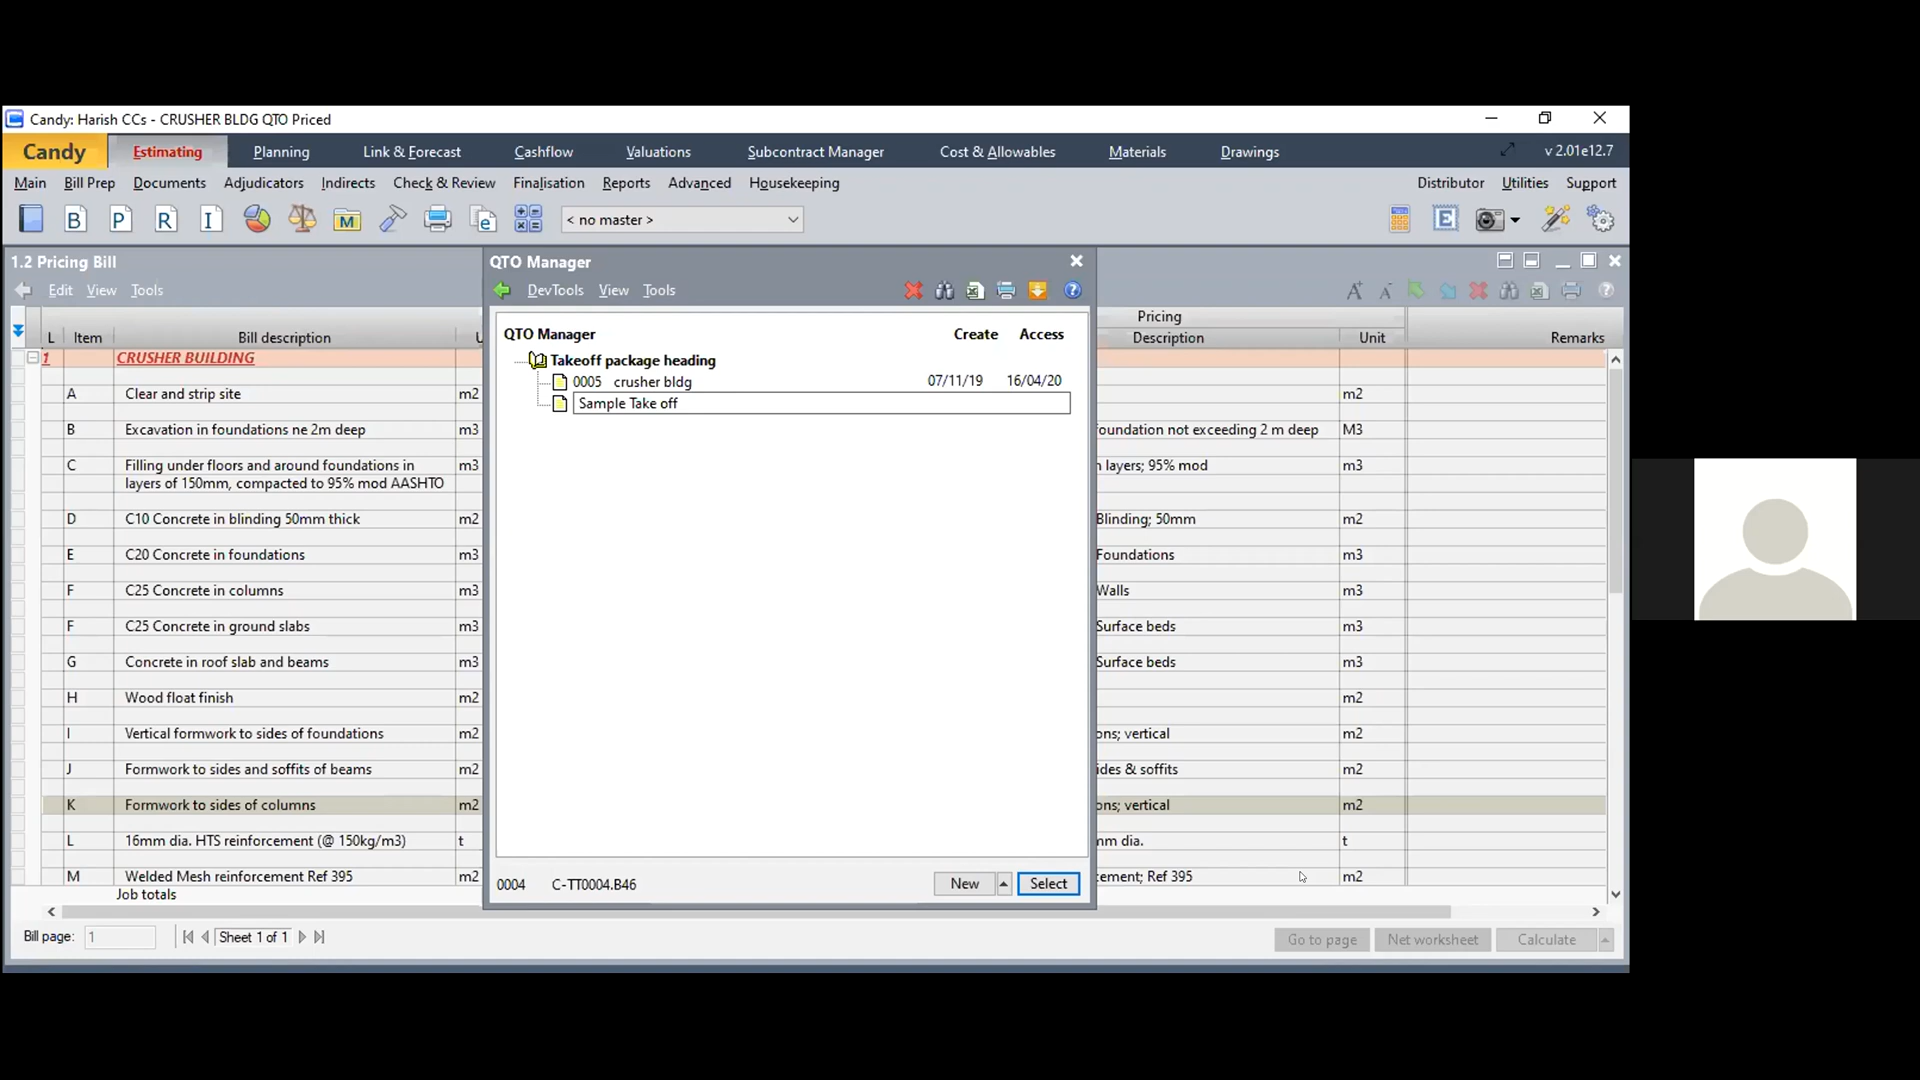 Candy: Harish CCs - CRUSHER BLDG QTO Priced
Candy Estimating Planning Link & Forecast Cashflow Valuations Subcontract Manager Cost & Allowables Materials Drawings v 2.01e12.7
Main Bill Prep Documents Adjudicators Indirects Check & Review Finalisation Reports Advanced Housekeeping Distributor Utilities Support
B P R I M e < no master > E
1.2 Pricing Bill
Edit View Tools
L Item Bill description U
1 CRUSHER BUILDING
A Clear and strip site m2
B Excavation in foundations ne 2m deep m3
C Filling under floors and around foundations in m3
layers of 150mm, compacted to 95% mod AASHTO
D C10 Concrete in blinding 50mm thick m2
E C20 Concrete in foundations m3
F C25 Concrete in columns m3
F C25 Concrete in ground slabs m3
G Concrete in roof slab and beams m3
H Wood float finish m2
I Vertical formwork to sides of foundations m2
J Formwork to sides and soffits of beams m2
K Formwork to sides of columns m2
L 16mm dia. HTS reinforcement (@ 150kg/m3) t
M Welded Mesh reinforcement Ref 395 m2
Job totals
QTO Manager
DevTools View Tools
QTO Manager Create Access
Takeoff package heading
0005 crusher bldg 07/11/19 16/04/20
Sample Take off
0004 C-TT0004.B46 New Select
Pricing
Description Unit Remarks
m2
oundation not exceeding 2 m deep M3
layers; 95% mod m3
Blinding; 50mm m2
Foundations m3
Walls m3
Surface beds m3
Surface beds m3
m2
ons; vertical m2
ides & soffits m2
ons; vertical m2
nm dia. t
cement; Ref 395 m2
Bill page: 1 Sheet 1 of 1 Go to page Net worksheet Calculate